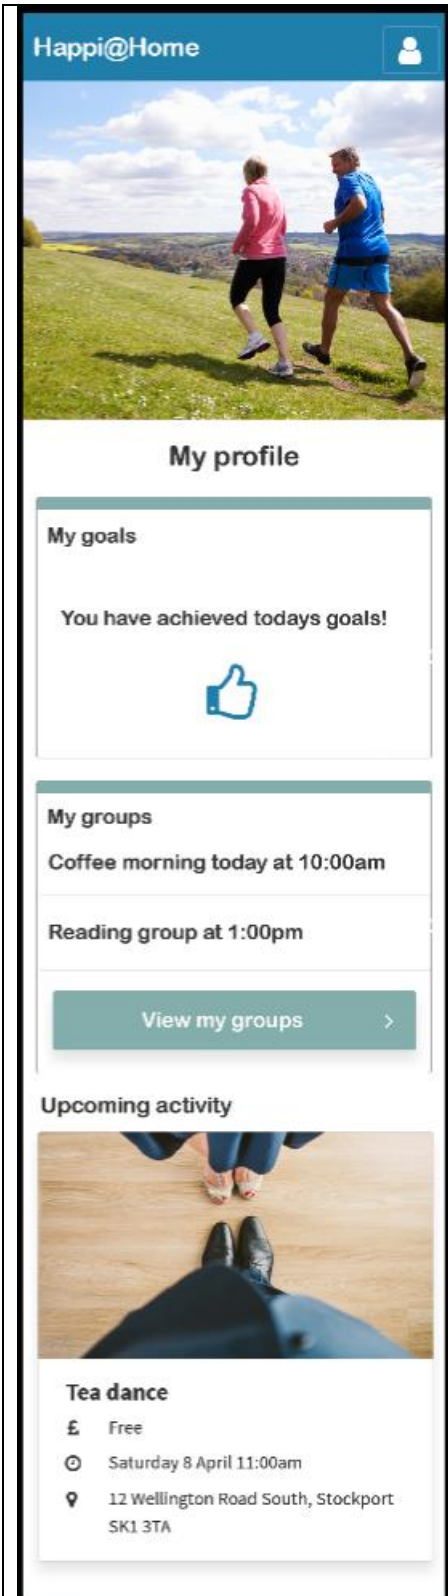 Happi@Home
My profile
My goals
You have achieved todays goals!
My groups
Coffee morning today at 10:00am
Reading group at 1:00pm
View my groups
Upcoming activity
Tea dance
£ Free
Saturday 8 April 11:00am
12 Wellington Road South, Stockport
SK1 3TA